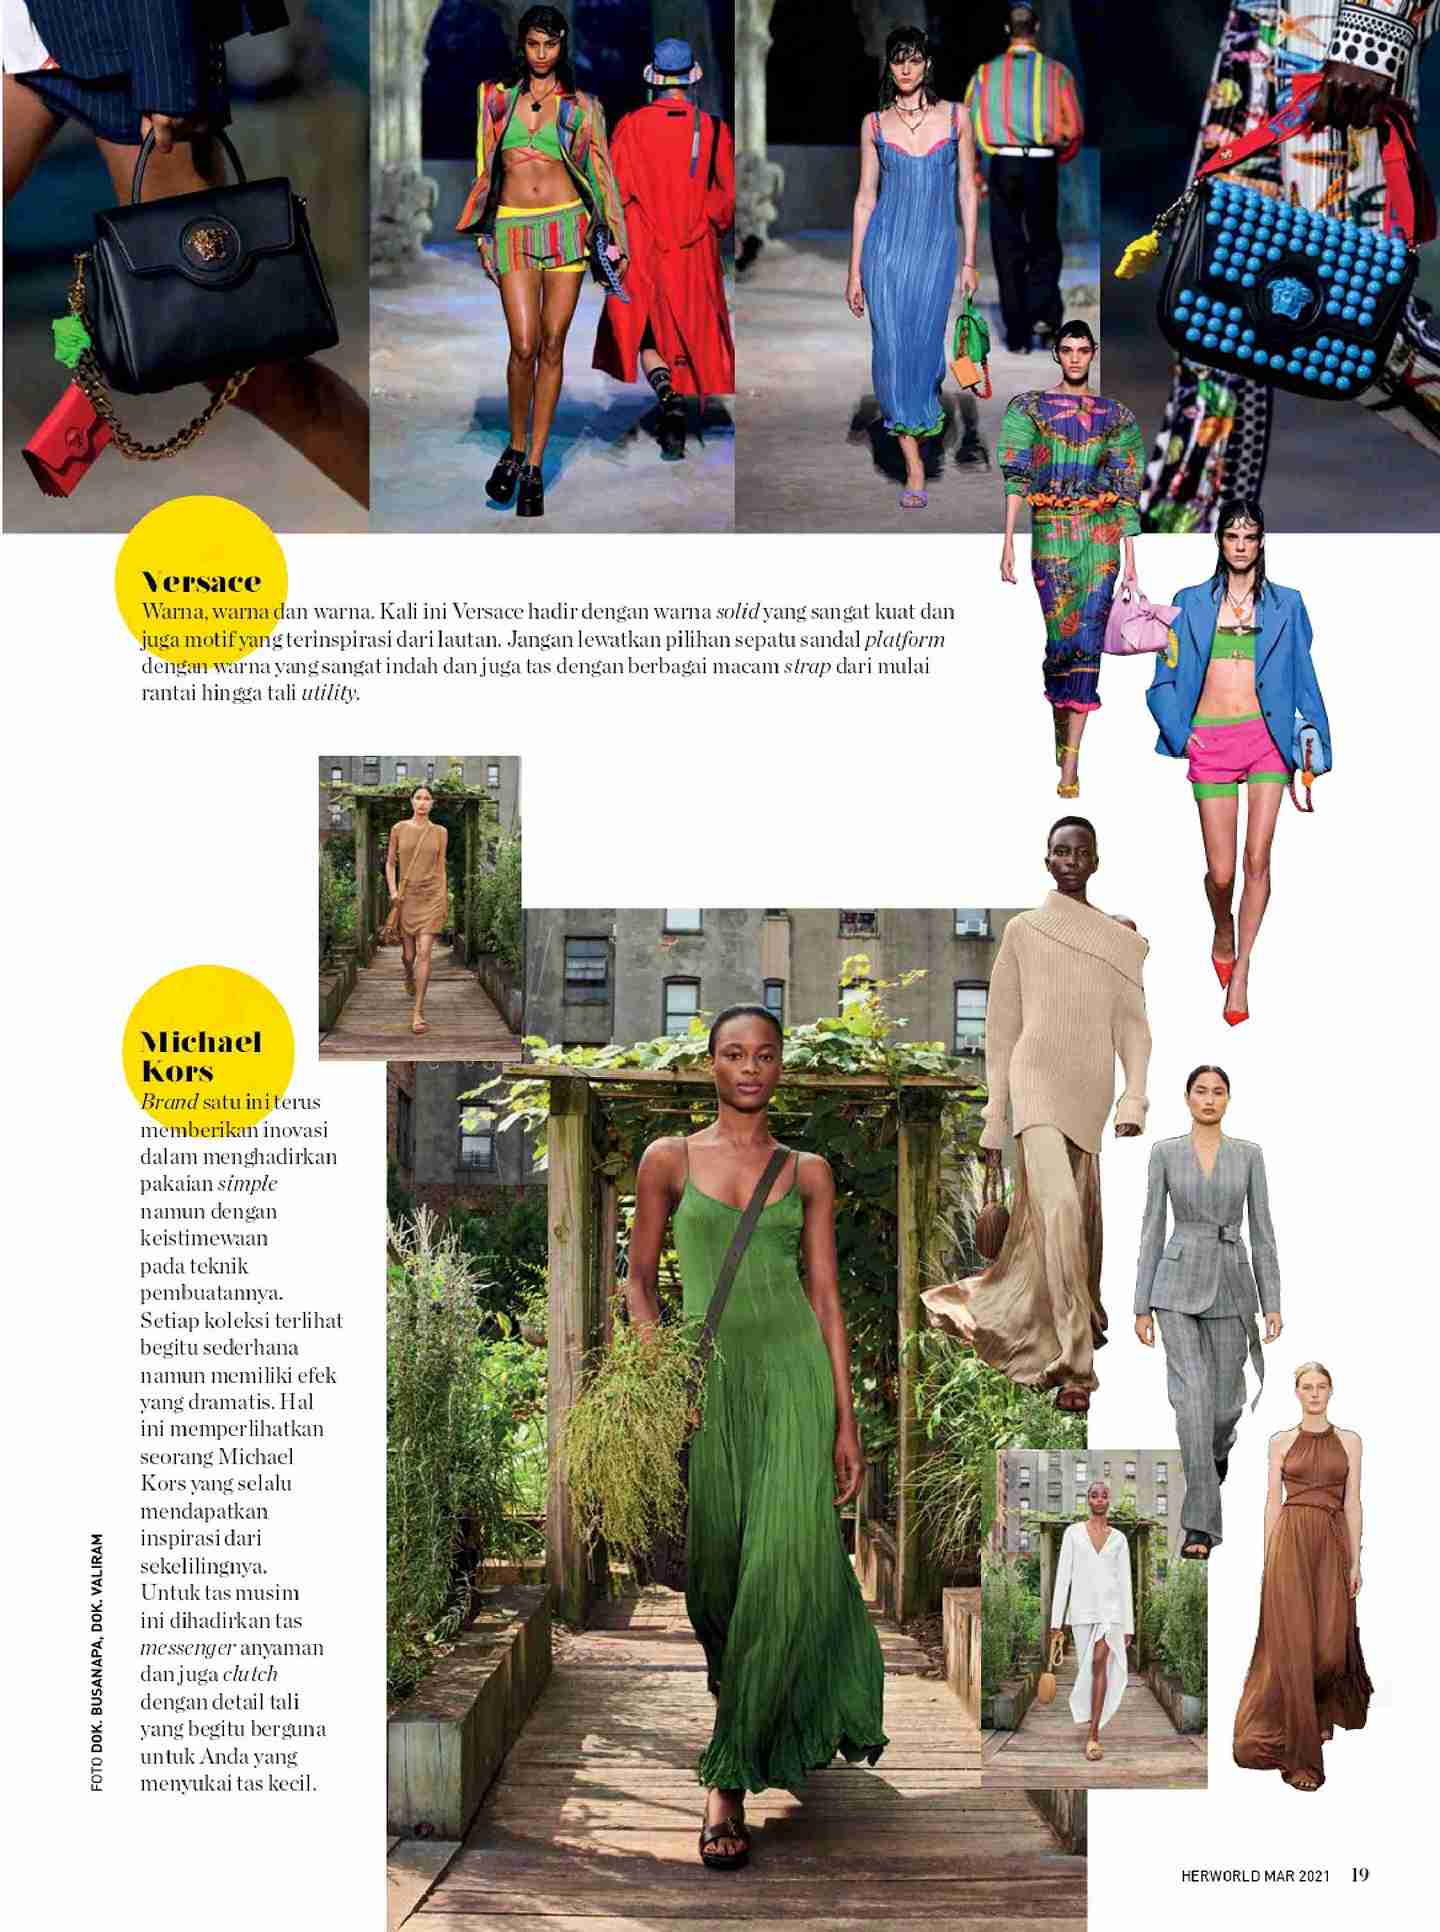 Versace
Warna, warna dan warna. Kali ini Versace hadir dengan warna solid yang sangat kuat dan
juga motif yang terinspirasi dari lautan. Jangan lewatkan pilihan sepatu sandal platform
dengan warna yang sangat indah dan juga tas dengan berbagai macam strap dari mulai
rantai hingga tali utility.
Michael
Kors
Brand satu ini terus
memberikan inovasi
dalam menghadirkan
pakaian simple
namun dengan
keistimewaan
pada teknik
pembuatannya.
Setiap koleksi terlihat
begitu sederhana
namun memiliki efek
yang dramatis. Hal
ini memperlihatkan
seorang Michael
Kors yang selalu
mendapatkan
inspirasi dari
sekelilingnya.
Untuk tas musim
ini dihadirkan tas
messenger anyaman
dan juga clutch
dengan detail tali
yang begitu berguna
untuk Anda yang
menyukai tas kecil.
FOTO DOK. BUSANAPA, DOK. VALIRAM
HERWORLD MAR 2021 19